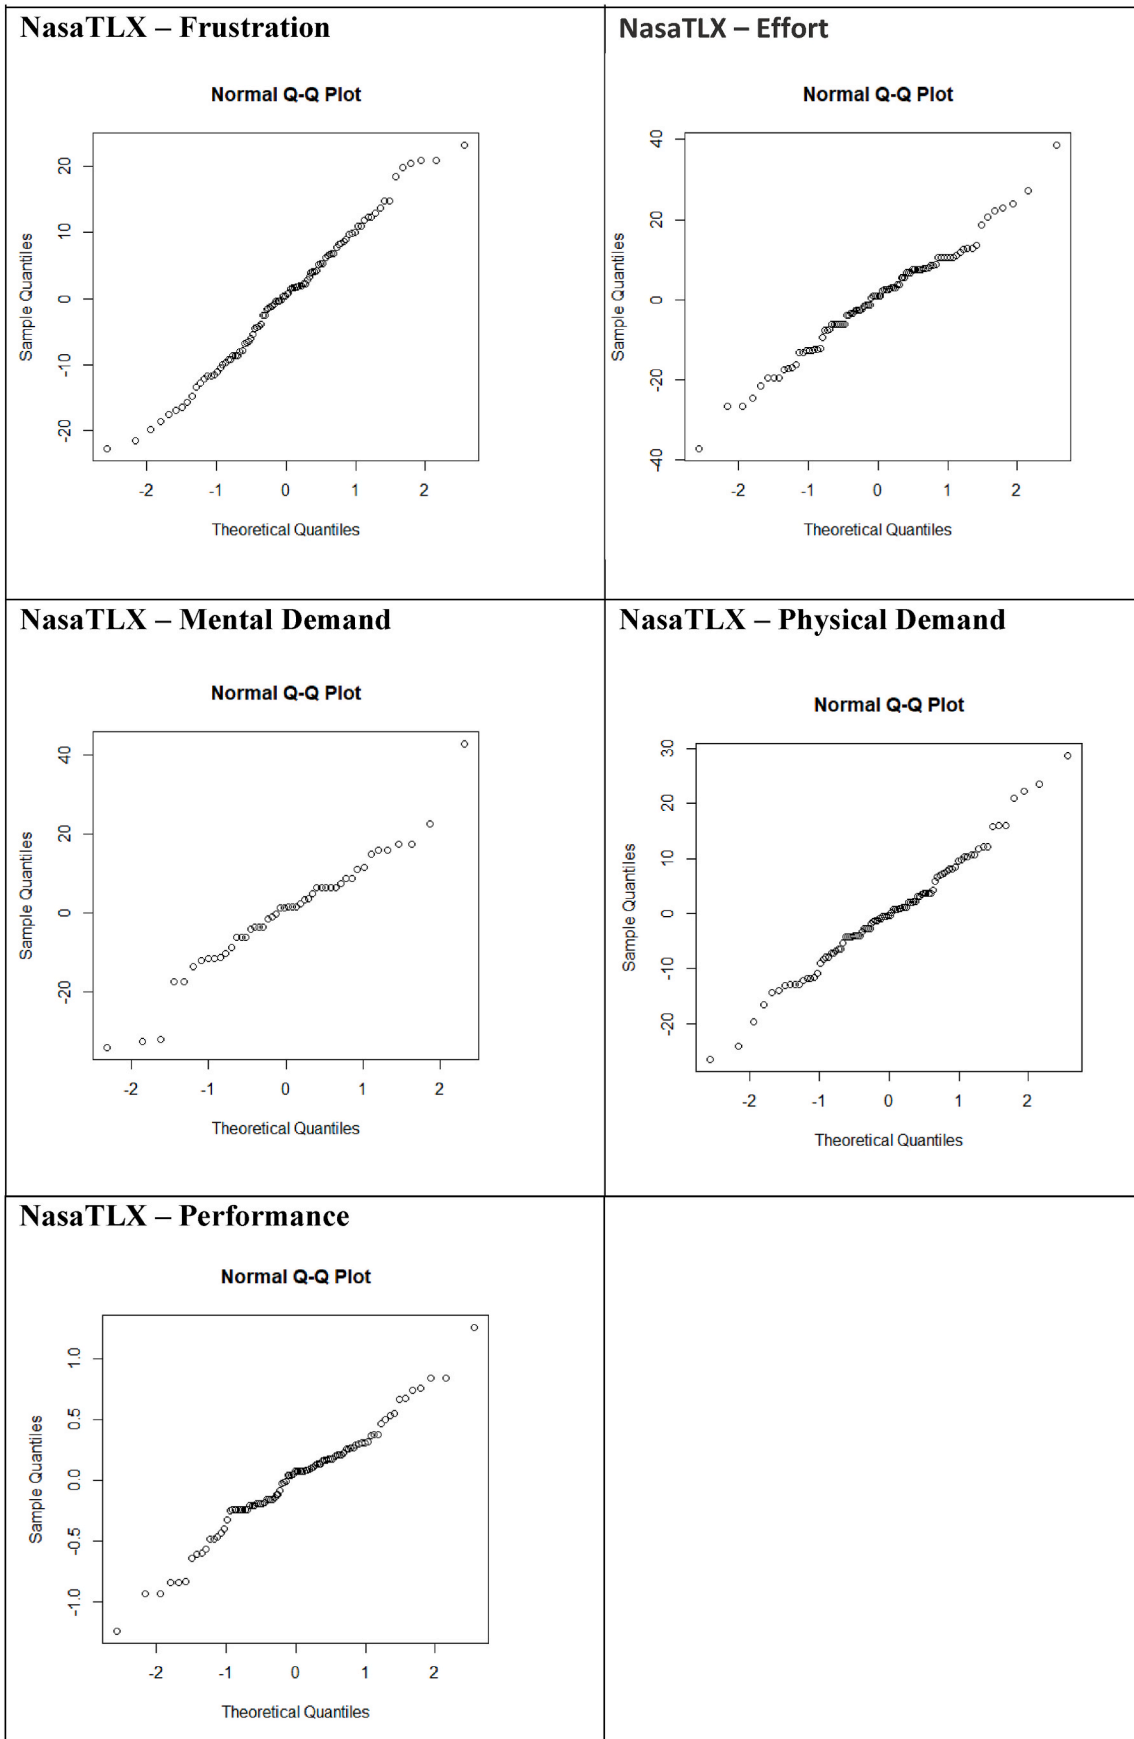 NasaTLX – Frustration
Normal Q-Q Plot
Sample Quantiles
20
10
0
-10
-20
-2 -1 0 1 2
Theoretical Quantiles
NasaTLX – Effort
Normal Q-Q Plot
Sample Quantiles
40
20
0
-20
-40
-2 -1 0 1 2
Theoretical Quantiles
NasaTLX – Mental Demand
Normal Q-Q Plot
Sample Quantiles
40
20
0
-20
-2 -1 0 1 2
Theoretical Quantiles
NasaTLX – Physical Demand
Normal Q-Q Plot
Sample Quantiles
30
20
10
0
-10
-20
-2 -1 0 1 2
Theoretical Quantiles
NasaTLX – Performance
Normal Q-Q Plot
Sample Quantiles
1.0
0.5
0.0
-0.5
-1.0
-2 -1 0 1 2
Theoretical Quantiles